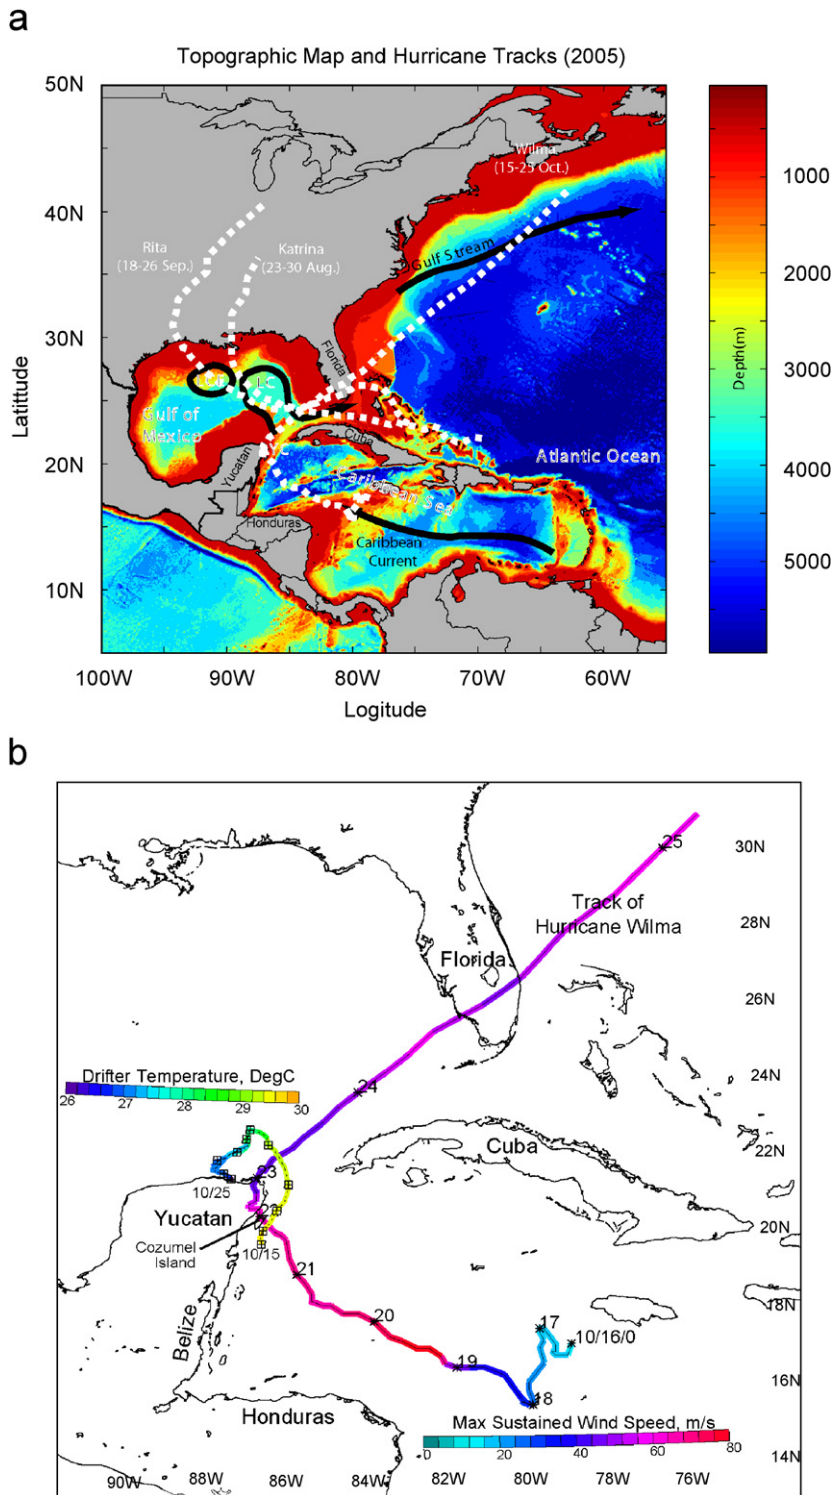 a
Topographic Map and Hurricane Tracks (2005)
50N
40N
30N
20N
10N
Latittude
100W
90W
80W
70W
60W
Logitude
Wilma
(15-25 Oct.)
Rita
(18-26 Sep.)
Katrina
(23-30 Aug.)
Gulf Stream
Florida
LC
Gulf of
Mexico
Cuba
Yucatan
YC
Atlantic Ocean
Caribbean Sea
Honduras
Caribbean
Current
1000
2000
3000
4000
5000
Depth(m)
b
25
30N
Track of
Hurricane Wilma
28N
Florida
26N
Drifter Temperature, DegC
26
27
28
29
30
24
24N
Cuba
22N
23
10/25
Yucatan
22
20N
Cozumel
Island
10/15
21
18N
20
17
10/16/0
Belize
19
16N
18
Honduras
Max Sustained Wind Speed, m/s
0
20
40
60
80
14N
90W
88W
86W
84W
82W
80W
78W
76W